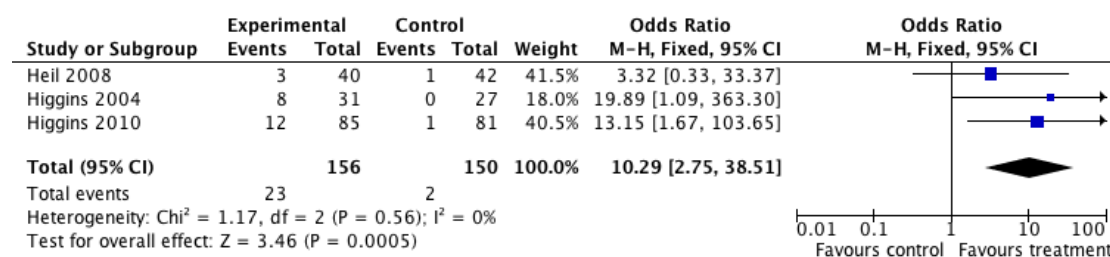 Experimental Control Odds Ratio Odds Ratio
Study or Subgroup Events Total Events Total Weight M-H, Fixed, 95% CI M-H, Fixed, 95% CI
Heil 2008 3 40 1 42 41.5% 3.32 [0.33, 33.37]
Higgins 2004 8 31 0 27 18.0% 19.89 [1.09, 363.30]
Higgins 2010 12 85 1 81 40.5% 13.15 [1.67, 103.65]
Total (95% CI) 156 150 100.0% 10.29 [2.75, 38.51]
Total events 23 2
Heterogeneity: Chi² = 1.17, df = 2 (P = 0.56); I² = 0%
Test for overall effect: Z = 3.46 (P = 0.0005)
0.01 0.1 1 10 100
Favours control Favours treatment